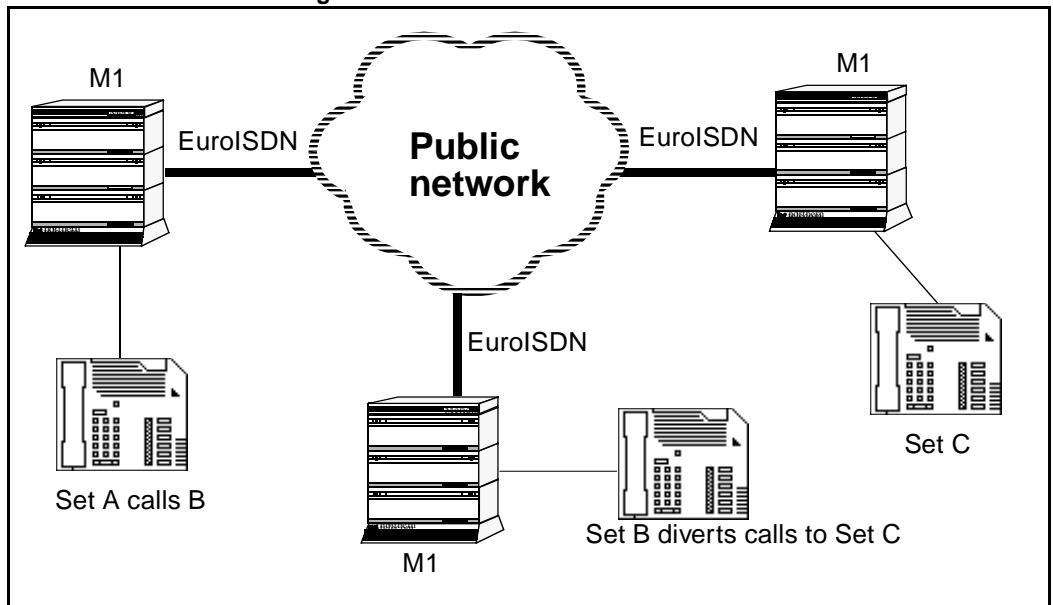 M1
M1
EuroISDN
Public
network
EuroISDN
EuroISDN
Set A calls B
Set C
Set B diverts calls to Set C
M1